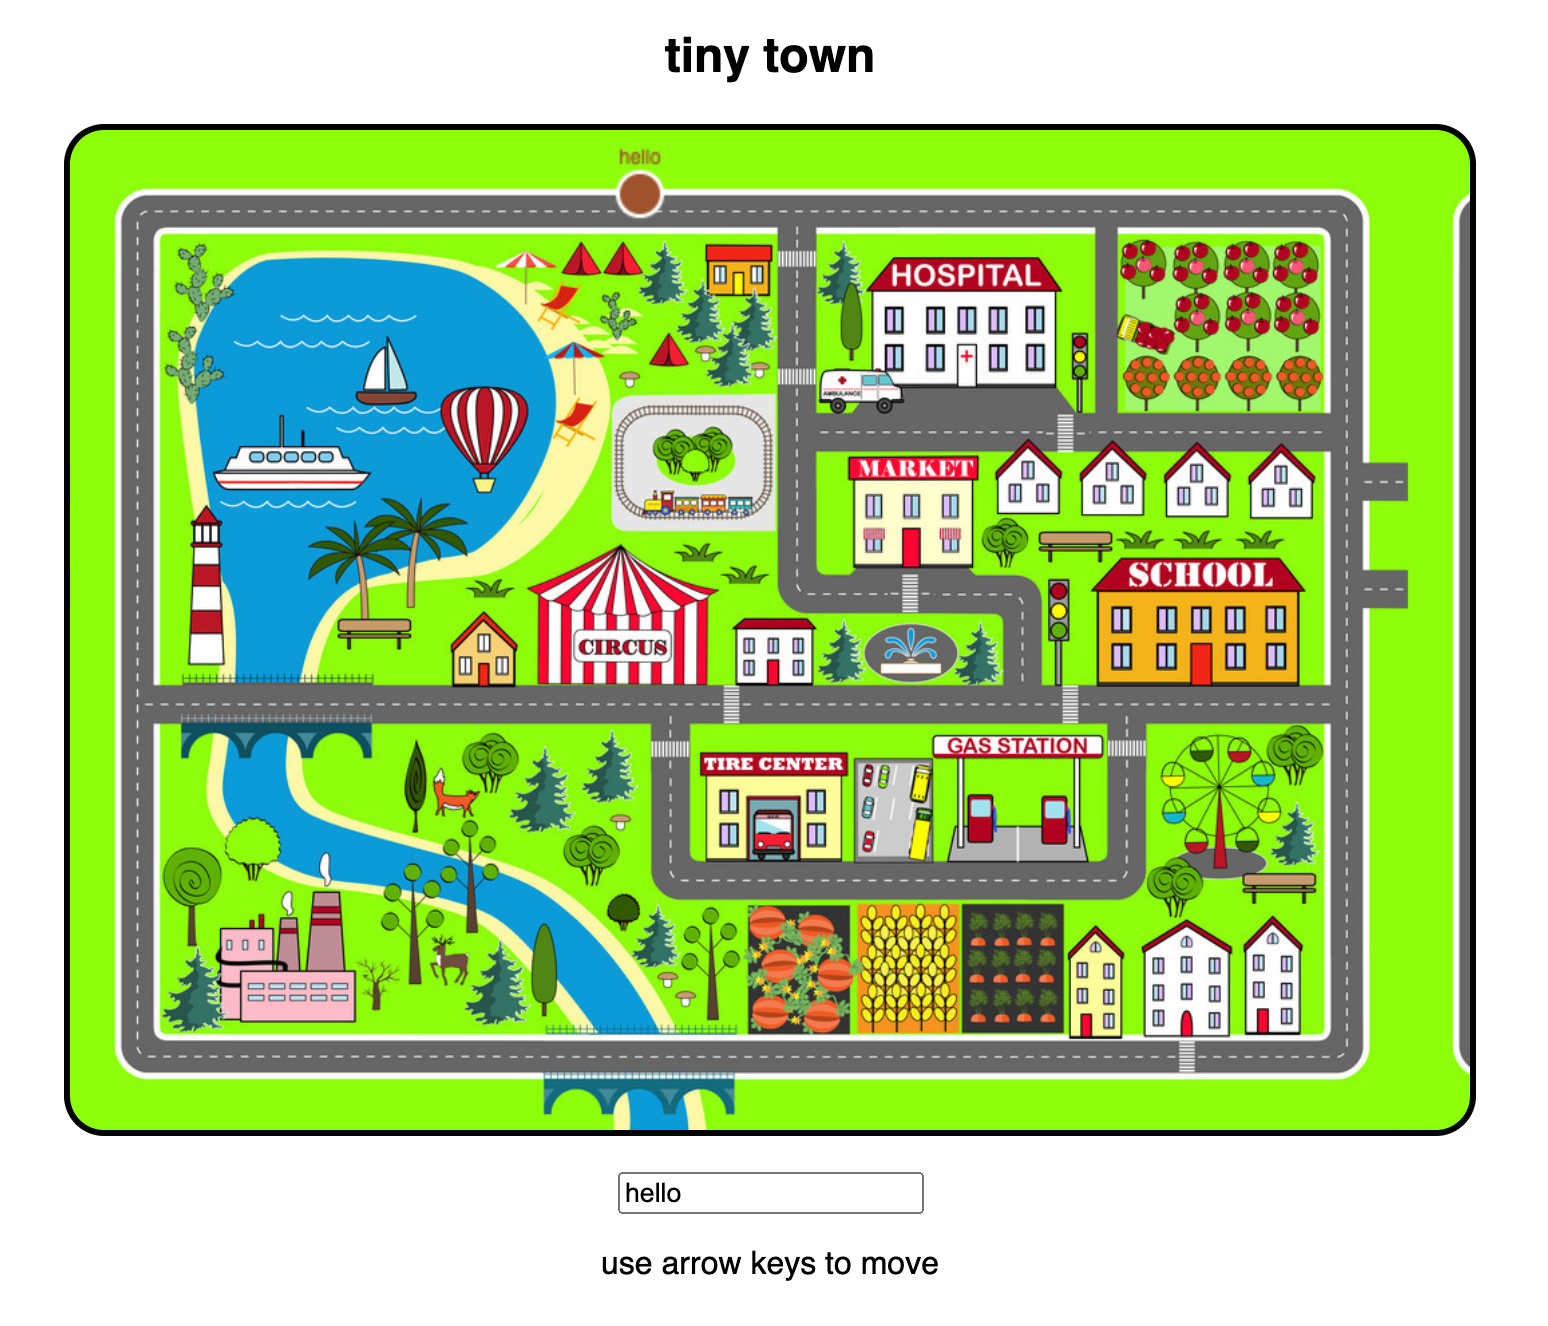 tiny town
hello
HOSPITAL
AMBULANCE
MARKET
SCHOOL
CIRCUS
GAS STATION
TIRE CENTER
hello
use arrow keys to move